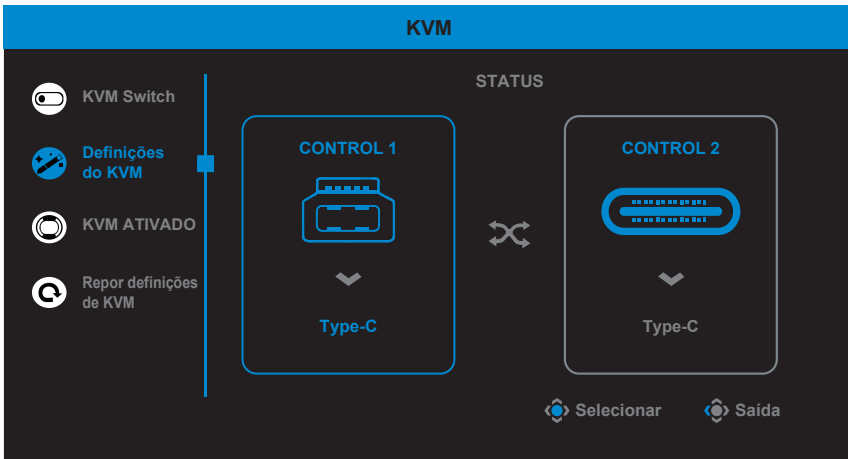 KVM
STATUS
KVM Switch
Definições
do KVM
KVM ATIVADO
Repor definições
de KVM
CONTROL 1
Type-C
CONTROL 2
Type-C
Selecionar
Saída